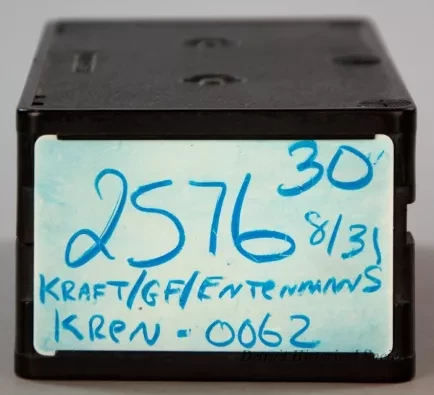 30
2576
8/31
KRAFT/GF/ENTENMANNS
KREN - 0062